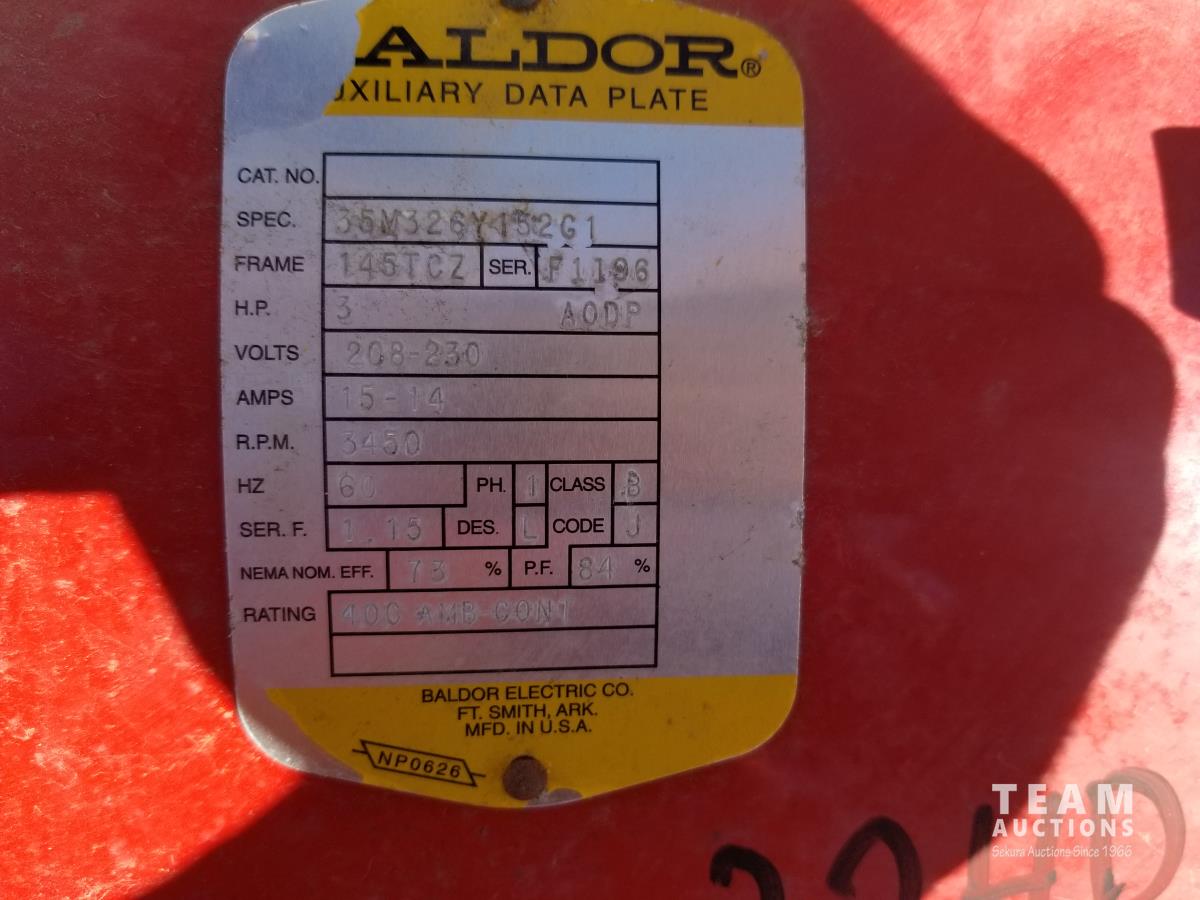 ALDOR®
UXILIARY DATA PLATE
CAT. NO.
SPEC. 35M326Y152G1
FRAME 145TCZ SER. F1196
H.P. 3 AODP
VOLTS 208-230
AMPS 15-14
R.P.M. 3450
HZ 60 PH. 1 CLASS B
SER. F. 1.15 DES. L CODE J
NEMA NOM. EFF. 73 % P.F. 84 %
RATING 40C AMB-CONT
BALDOR ELECTRIC CO.
FT. SMITH, ARK.
MFD. IN U.S.A.
NP0626
TEAM
AUCTIONS
Sekura Auctions Since 1966